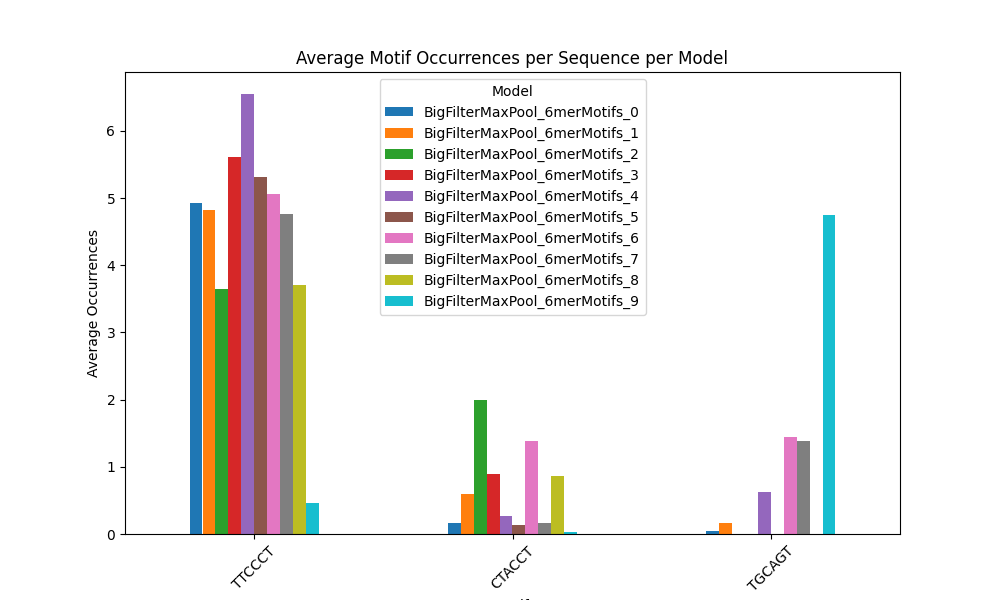 Average Motif Occurrences per Sequence per Model
Model
BigFilterMaxPool_6merMotifs_0
BigFilterMaxPool_6merMotifs_1
BigFilterMaxPool_6merMotifs_2
BigFilterMaxPool_6merMotifs_3
BigFilterMaxPool_6merMotifs_4
BigFilterMaxPool_6merMotifs_5
BigFilterMaxPool_6merMotifs_6
BigFilterMaxPool_6merMotifs_7
BigFilterMaxPool_6merMotifs_8
BigFilterMaxPool_6merMotifs_9
Average Occurrences
6
5
4
3
2
1
0
TTCCCT
CTACCT
TGCAGT